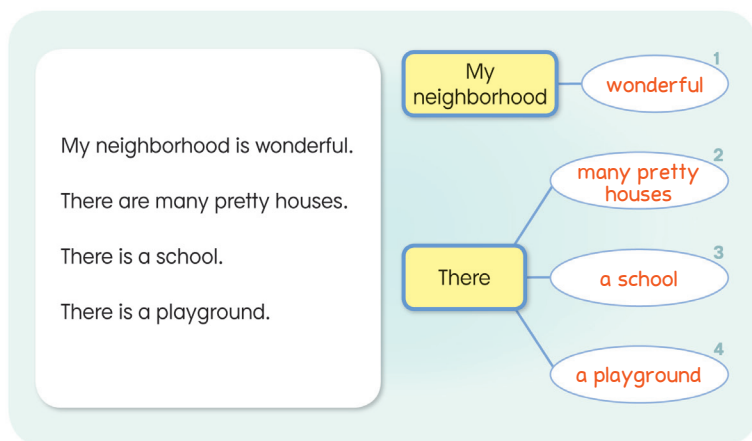 My neighborhood is wonderful.
There are many pretty houses.
There is a school.
There is a playground.
My
neighborhood
1
wonderful
There
2
many pretty
houses
3
a school
4
a playground